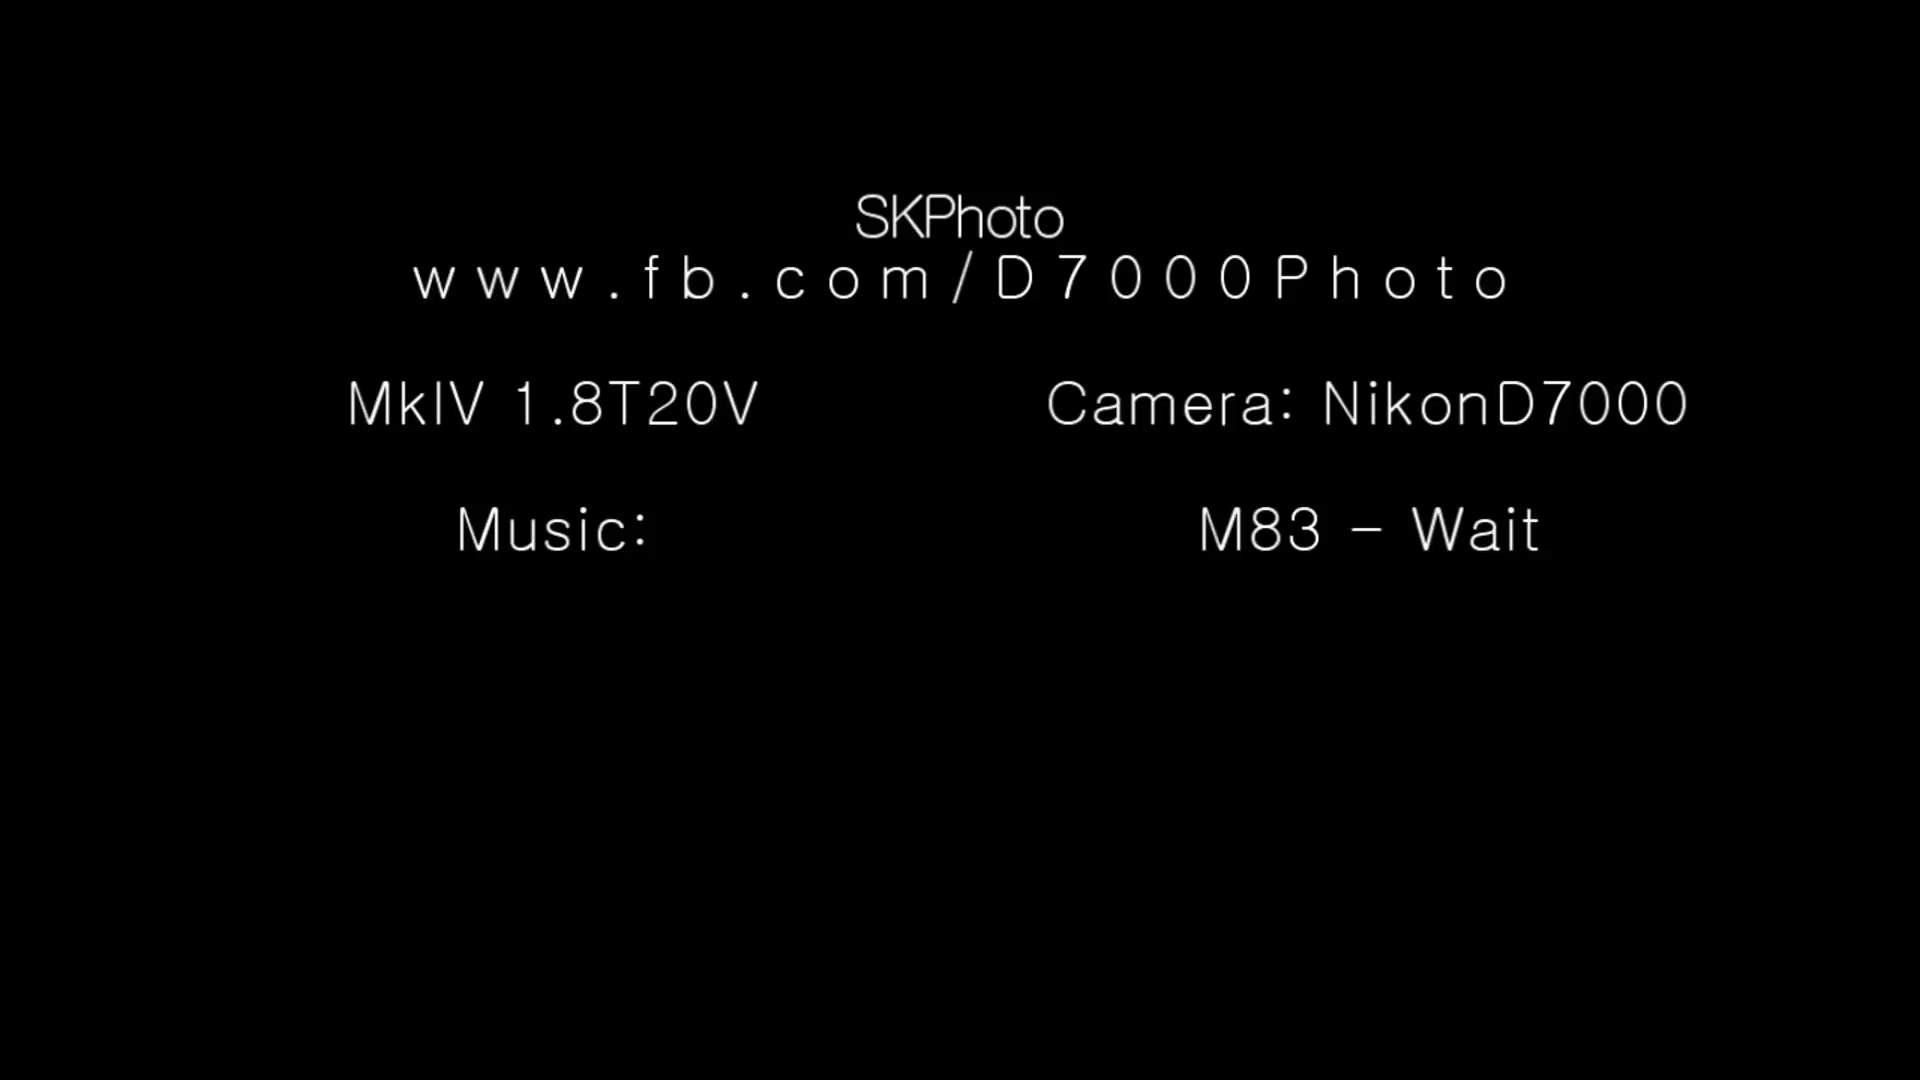 SKPhoto
www.fb.com/D7000Photo
MkIV 1.8T20V Camera: NikonD7000
Music: M83 - Wait